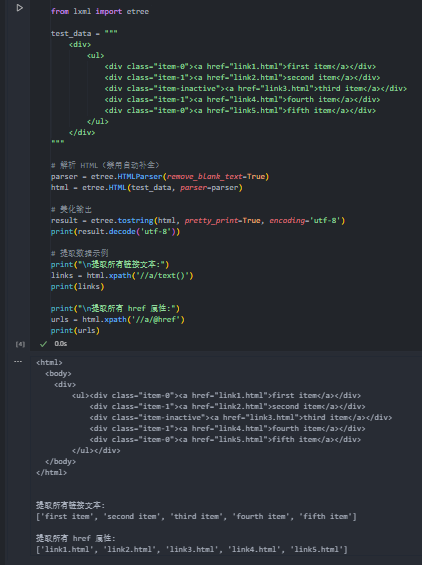 from lxml import etree
test_data = """
    <div>
        <ul>
            <div class="item-0"><a href="link1.html">first item</a></div>
            <div class="item-1"><a href="link2.html">second item</a></div>
            <div class="item-inactive"><a href="link3.html">third item</a></div>
            <div class="item-1"><a href="link4.html">fourth item</a></div>
            <div class="item-0"><a href="link5.html">fifth item</a></div>
        </ul>
    </div>
"""
# 解析 HTML（禁用自动补全）
parser = etree.HTMLParser(remove_blank_text=True)
html = etree.HTML(test_data, parser=parser)
# 美化输出
result = etree.tostring(html, pretty_print=True, encoding='utf-8')
print(result.decode('utf-8'))
# 提取数据示例
print("\n提取所有链接文本:")
links = html.xpath('//a/text()')
print(links)
print("\n提取所有 href 属性:")
urls = html.xpath('//a/@href')
print(urls)
[4] 0.0s
<html>
  <body>
    <div>
        <ul><div class="item-0"><a href="link1.html">first item</a></div>
            <div class="item-1"><a href="link2.html">second item</a></div>
            <div class="item-inactive"><a href="link3.html">third item</a></div>
            <div class="item-1"><a href="link4.html">fourth item</a></div>
            <div class="item-0"><a href="link5.html">fifth item</a></div>
        </ul></div>
  </body>
</html>
提取所有链接文本:
['first item', 'second item', 'third item', 'fourth item', 'fifth item']
提取所有 href 属性:
['link1.html', 'link2.html', 'link3.html', 'link4.html', 'link5.html']